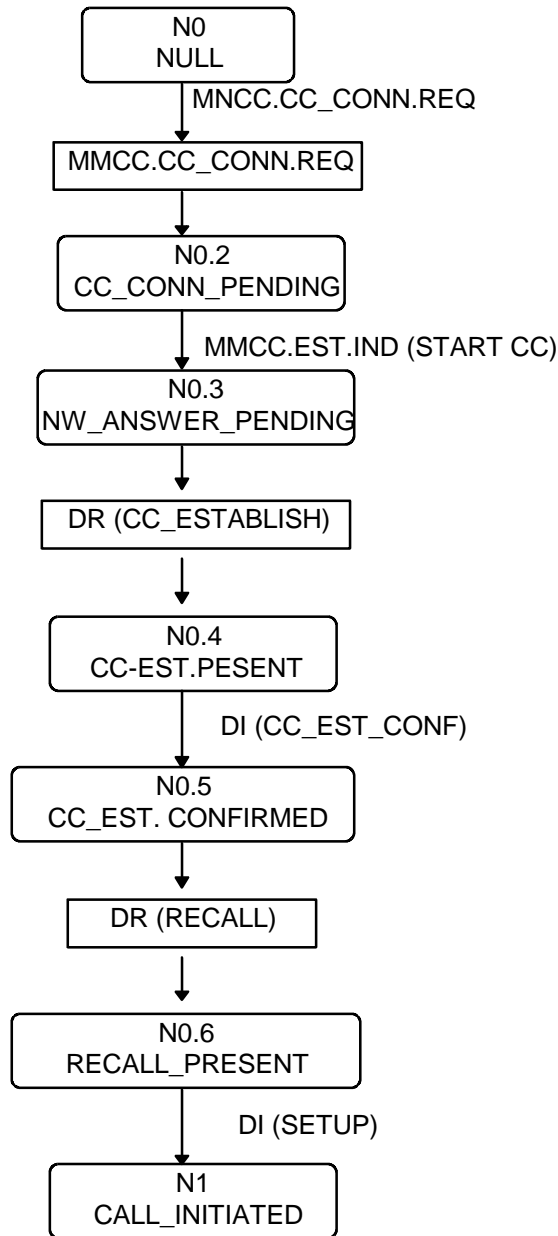 N0
NULL
MNCC.CC_CONN.REQ
MMCC.CC_CONN.REQ
N0.2
CC_CONN_PENDING
MMCC.EST.IND (START CC)
N0.3
NW_ANSWER_PENDING
DR (CC_ESTABLISH)
N0.4
CC-EST.PESENT
DI (CC_EST_CONF)
N0.5
CC_EST. CONFIRMED
DR (RECALL)
N0.6
RECALL_PRESENT
DI (SETUP)
N1
CALL_INITIATED